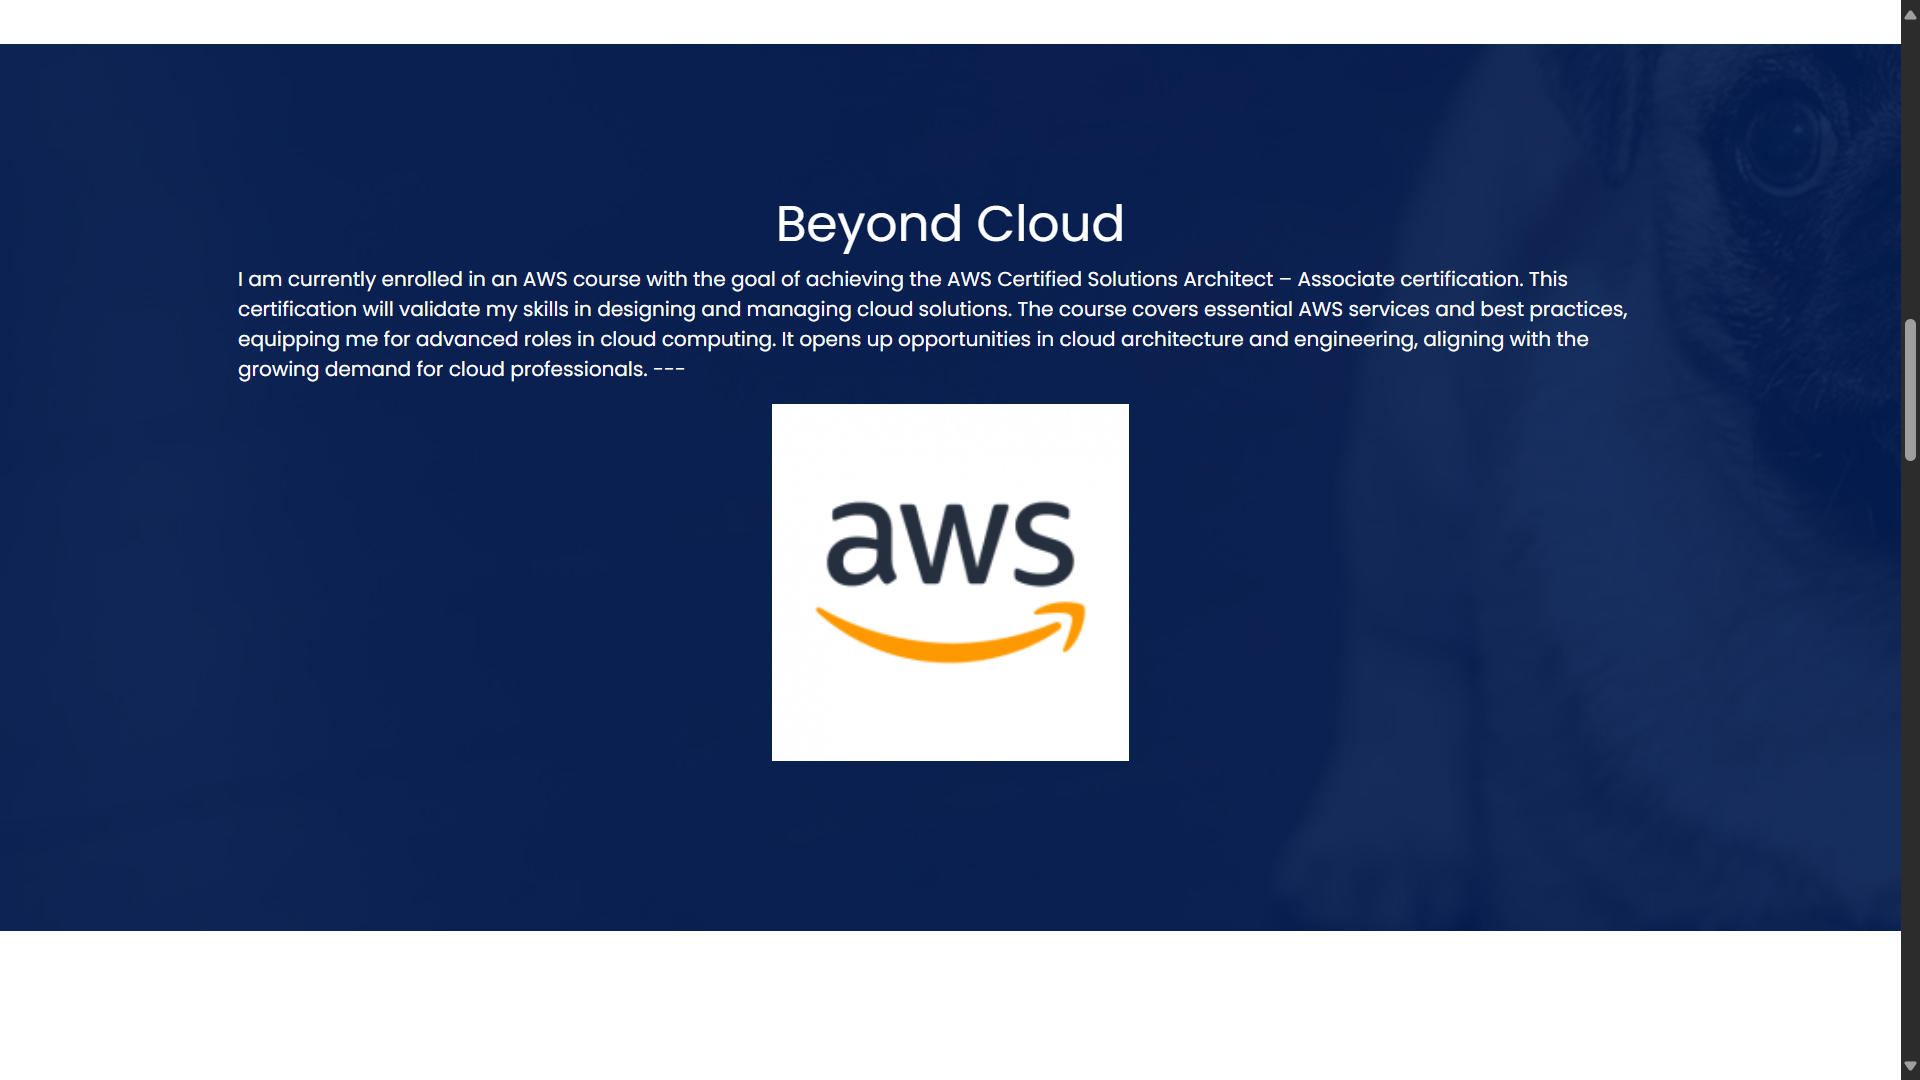 Beyond Cloud
I am currently enrolled in an AWS course with the goal of achieving the AWS Certified Solutions Architect – Associate certification. This
certification will validate my skills in designing and managing cloud solutions. The course covers essential AWS services and best practices,
equipping me for advanced roles in cloud computing. It opens up opportunities in cloud architecture and engineering, aligning with the
growing demand for cloud professionals. ---
aws